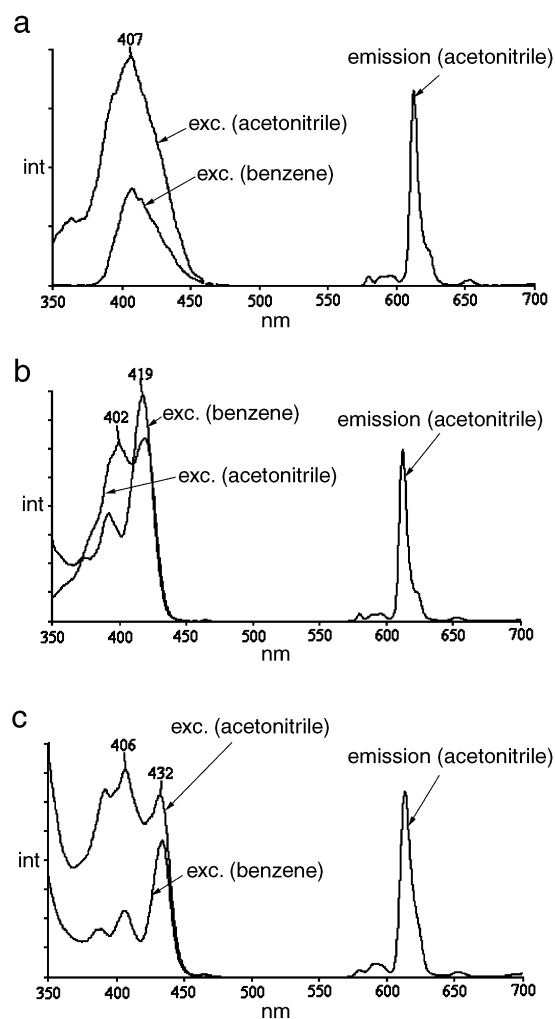 a
407
emission (acetonitrile)
exc. (acetonitrile)
exc. (benzene)
int
350 400 450 500 550 600 650 700
nm
b
419
402
exc. (benzene)
emission (acetonitrile)
exc. (acetonitrile)
int
350 400 450 500 550 600 650 700
nm
c
exc. (acetonitrile)
406
432
emission (acetonitrile)
int
exc. (benzene)
350 400 450 500 550 600 650 700
nm